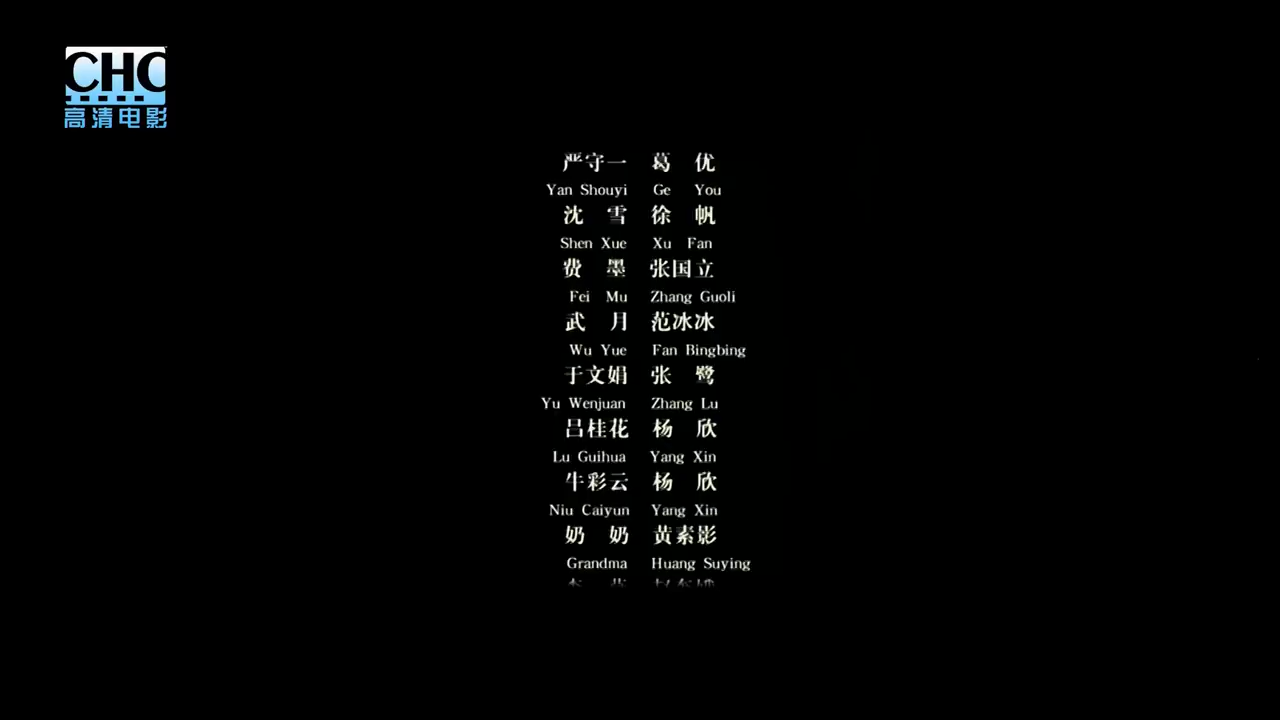 CHC
高清电影
严守一 葛 优
Yan Shouyi Ge You
沈 雪 徐 帆
Shen Xue Xu Fan
费 墨 张国立
Fei Mu Zhang Guoli
武 月 范冰冰
Wu Yue Fan Bingbing
于文娟 张 鹭
Yu Wenjuan Zhang Lu
吕桂花 杨 欣
Lu Guihua Yang Xin
牛彩云 杨 欣
Niu Caiyun Yang Xin
奶 奶 黄素影
Grandma Huang Suying